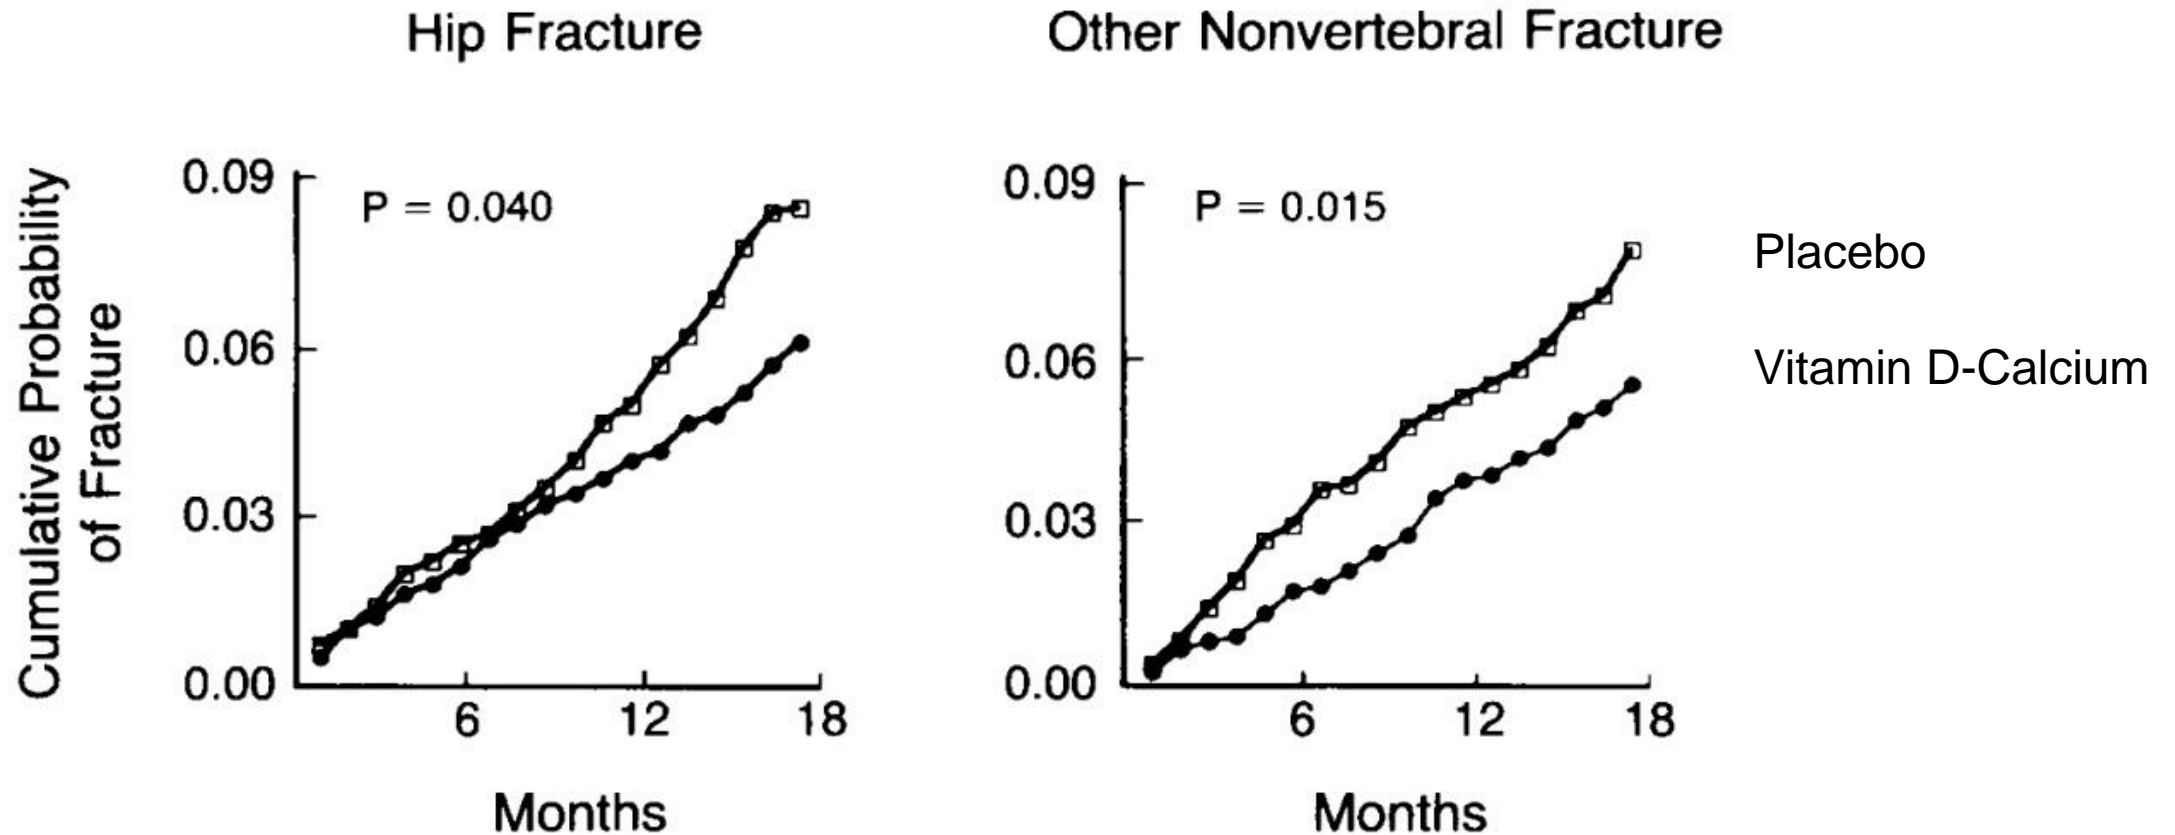 Hip Fracture
Other Nonvertebral Fracture
Cumulative Probability
of Fracture
0.09
0.06
0.03
0.00
P = 0.040
6 12 18
Months
0.09
0.06
0.03
0.00
P = 0.015
6 12 18
Months
Placebo
Vitamin D-Calcium